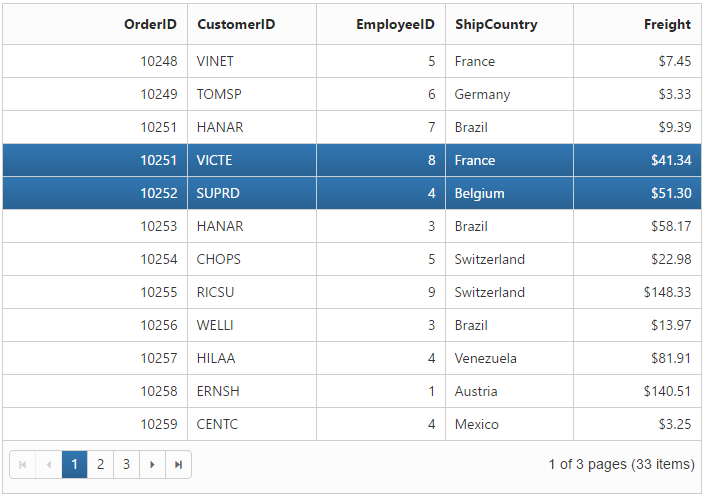 OrderID CustomerID EmployeeID ShipCountry Freight
10248 VINET 5 France $7.45
10249 TOMSP 6 Germany $3.33
10251 HANAR 7 Brazil $9.39
10251 VICTE 8 France $41.34
10252 SUPRD 4 Belgium $51.30
10253 HANAR 3 Brazil $58.17
10254 CHOPS 5 Switzerland $22.98
10255 RICSU 9 Switzerland $148.33
10256 WELLI 3 Brazil $13.97
10257 HILAA 4 Venezuela $81.91
10258 ERNSH 1 Austria $140.51
10259 CENTC 4 Mexico $3.25
1 2 3 1 of 3 pages (33 items)